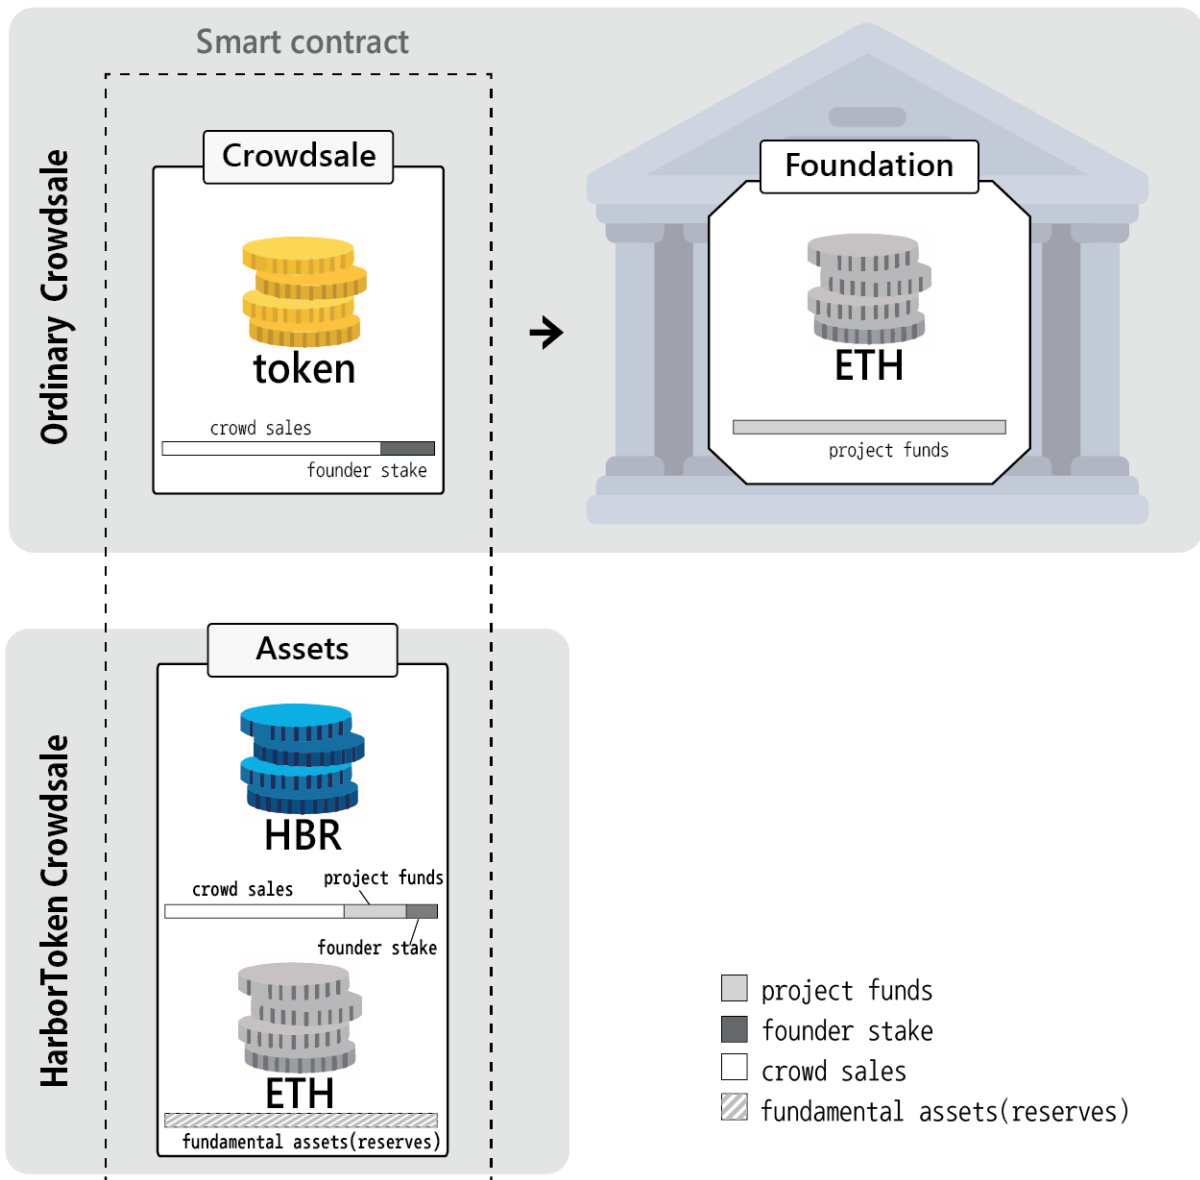 Smart contract
Ordinary Crowdsale
Crowdsale
token
crowd sales
founder stake
Foundation
ETH
project funds
HarborToken Crowdsale
Assets
HBR
project funds
crowd sales
founder stake
ETH
fundamental assets(reserves)
project funds
founder stake
crowd sales
fundamental assets(reserves)